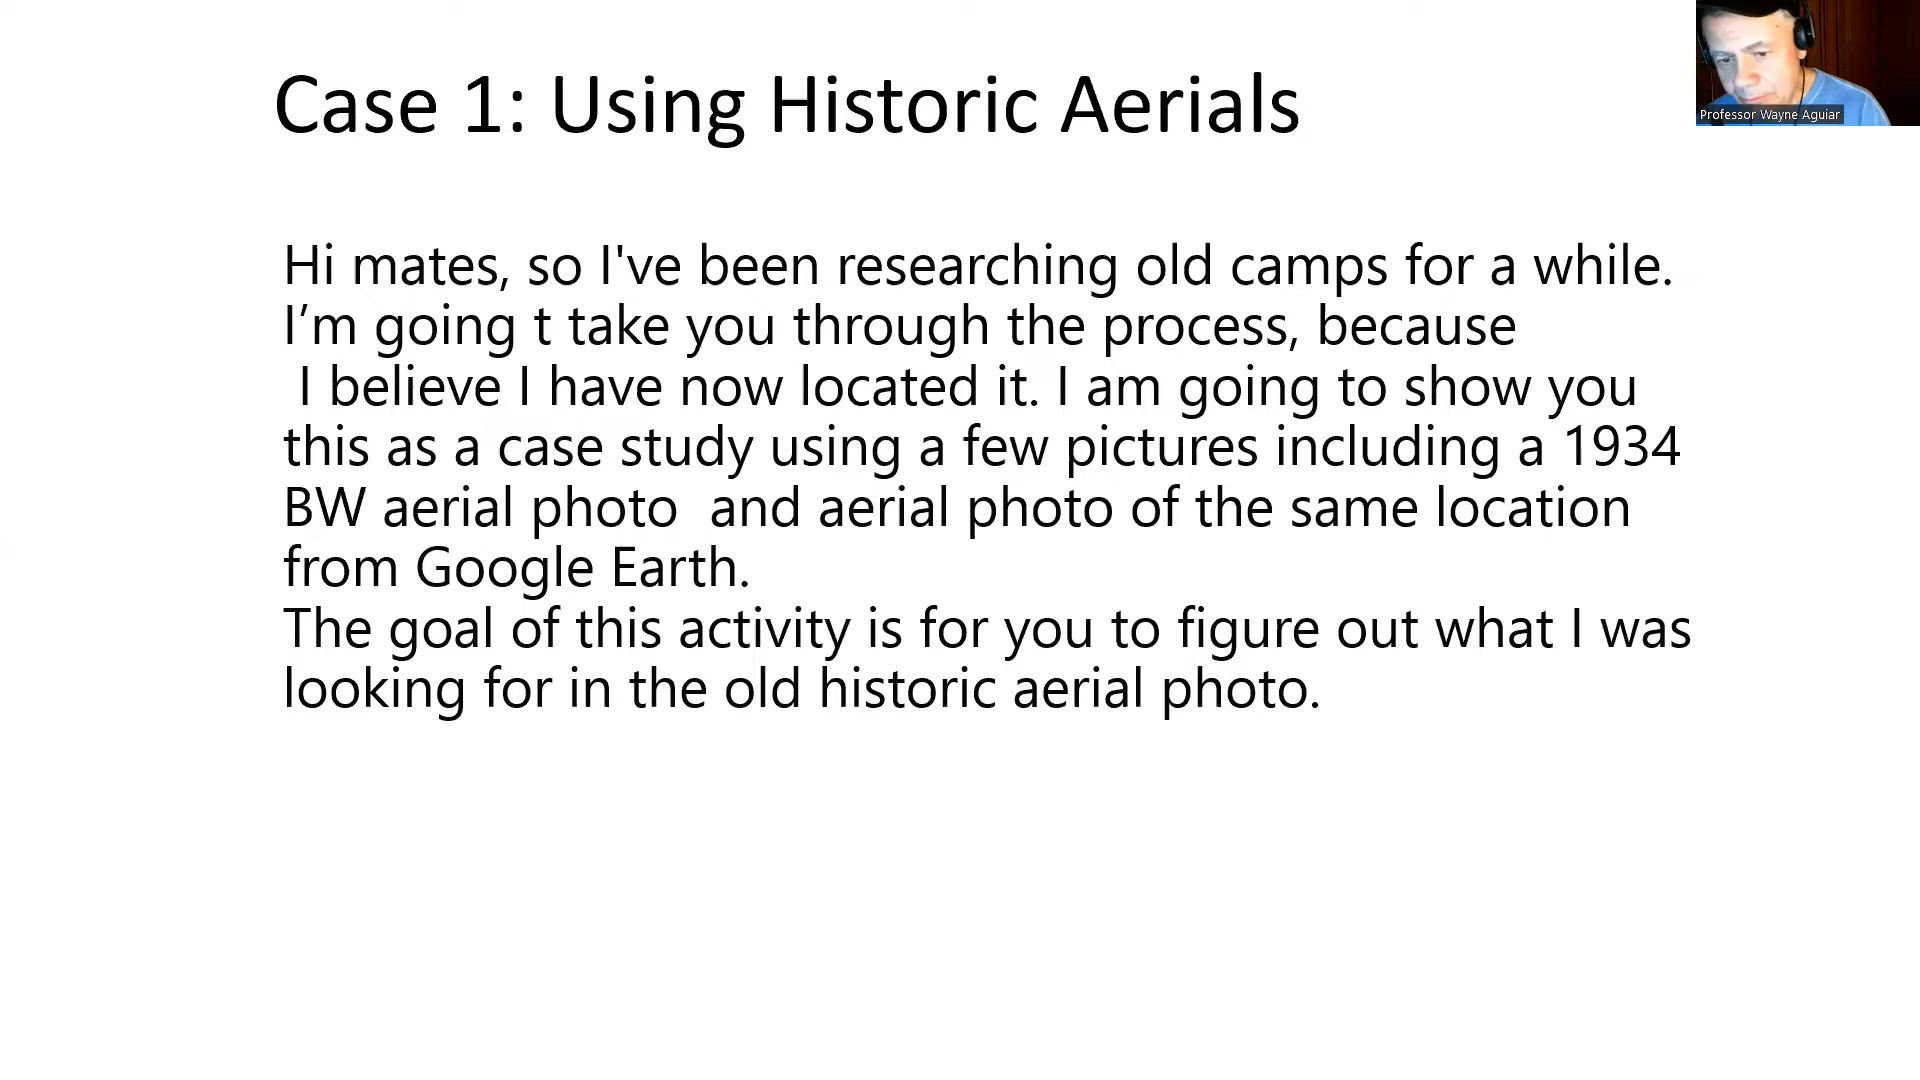 Case 1: Using Historic Aerials
Professor Wayne Aguiar
Hi mates, so I've been researching old camps for a while.
I’m going t take you through the process, because
I believe I have now located it. I am going to show you
this as a case study using a few pictures including a 1934
BW aerial photo  and aerial photo of the same location
from Google Earth.
The goal of this activity is for you to figure out what I was
looking for in the old historic aerial photo.